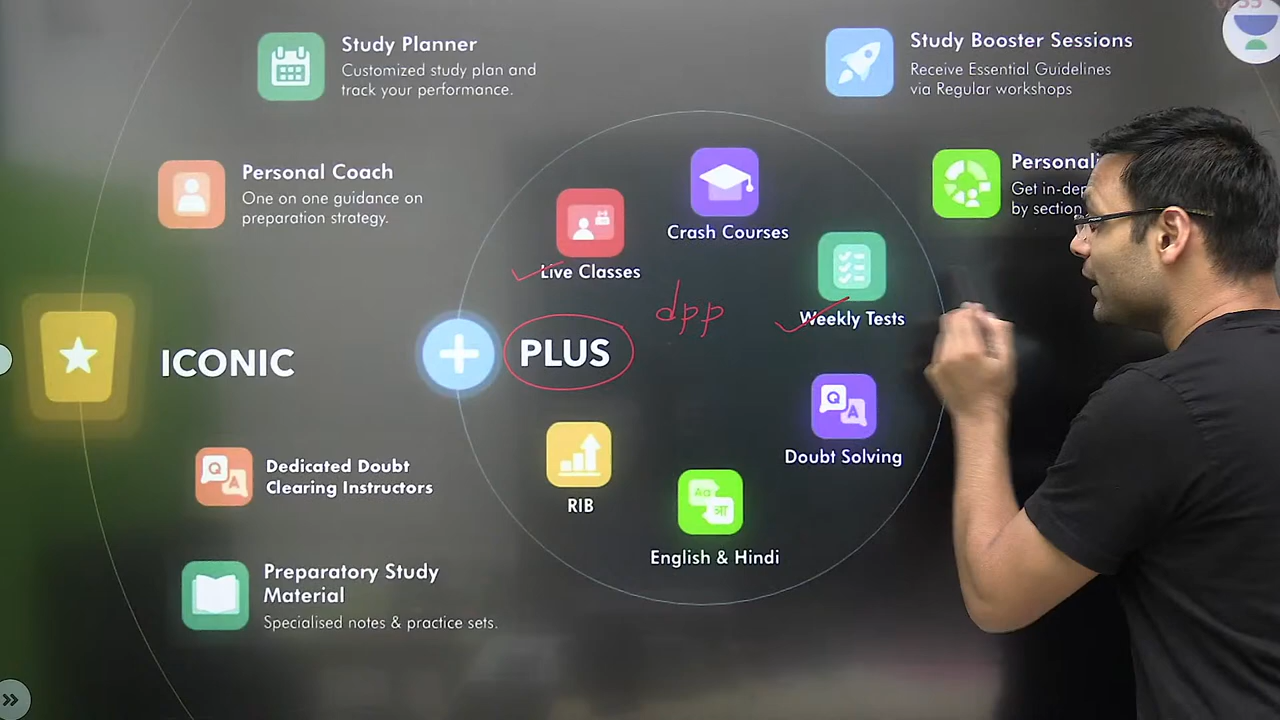 Study Planner
Customized study plan and
track your performance.
Study Booster Sessions
Receive Essential Guidelines
via Regular workshops
Personal Coach
One on one guidance on
preparation strategy.
Get in-
by section
Crash Courses
Live Classes
dpp
Weekly Tests
ICONIC
PLUS
Doubt Solving
Dedicated Doubt
Clearing Instructors
RIB
English & Hindi
Preparatory Study
Material
Specialised notes & practice sets.
Q
A
Q
A
Aa
अ